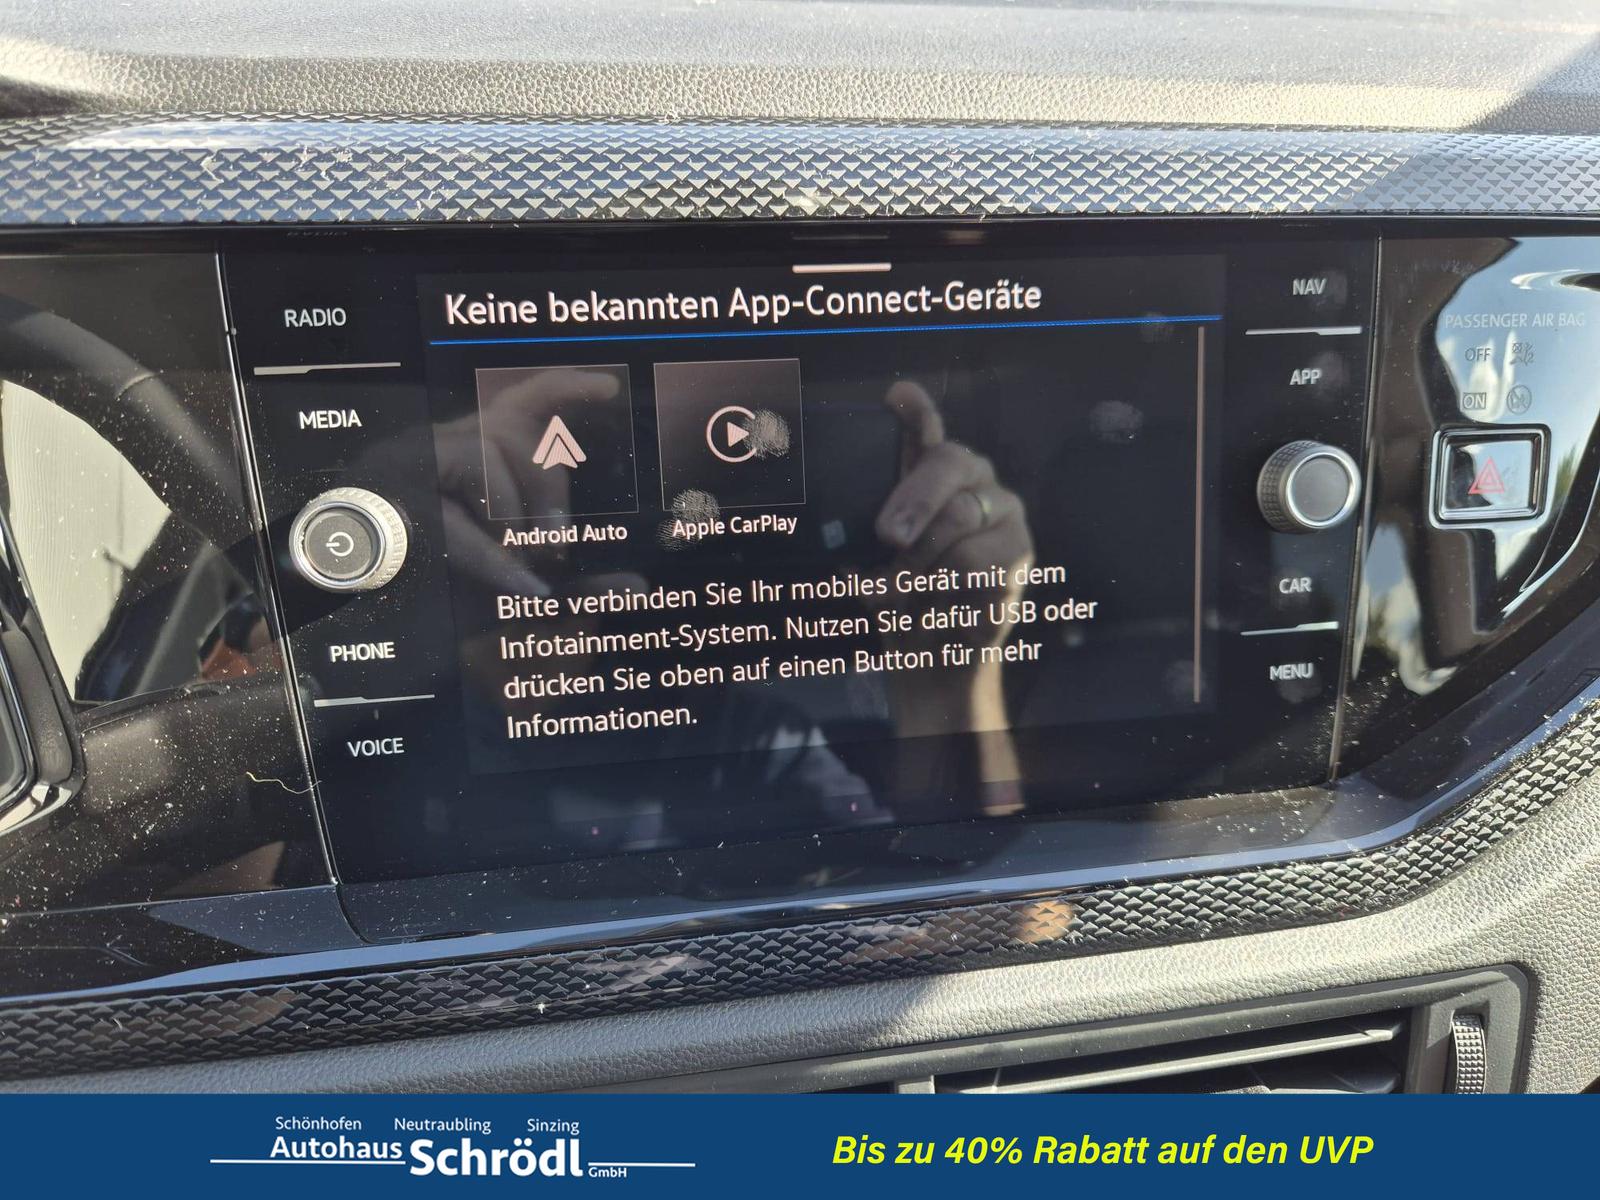 RADIO
MEDIA
PHONE
VOICE
Keine bekannten App-Connect-Geräte
Android Auto
Apple CarPlay
Bitte verbinden Sie Ihr mobiles Gerät mit dem
Infotainment-System. Nutzen Sie dafür USB oder
drücken Sie oben auf einen Button für mehr
Informationen.
NAV
APP
CAR
MENU
PASSENGER AIR BAG
OFF
ON
Schönhofen Neutraubling Sinzing
Autohaus Schrödl GmbH
Bis zu 40% Rabatt auf den UVP